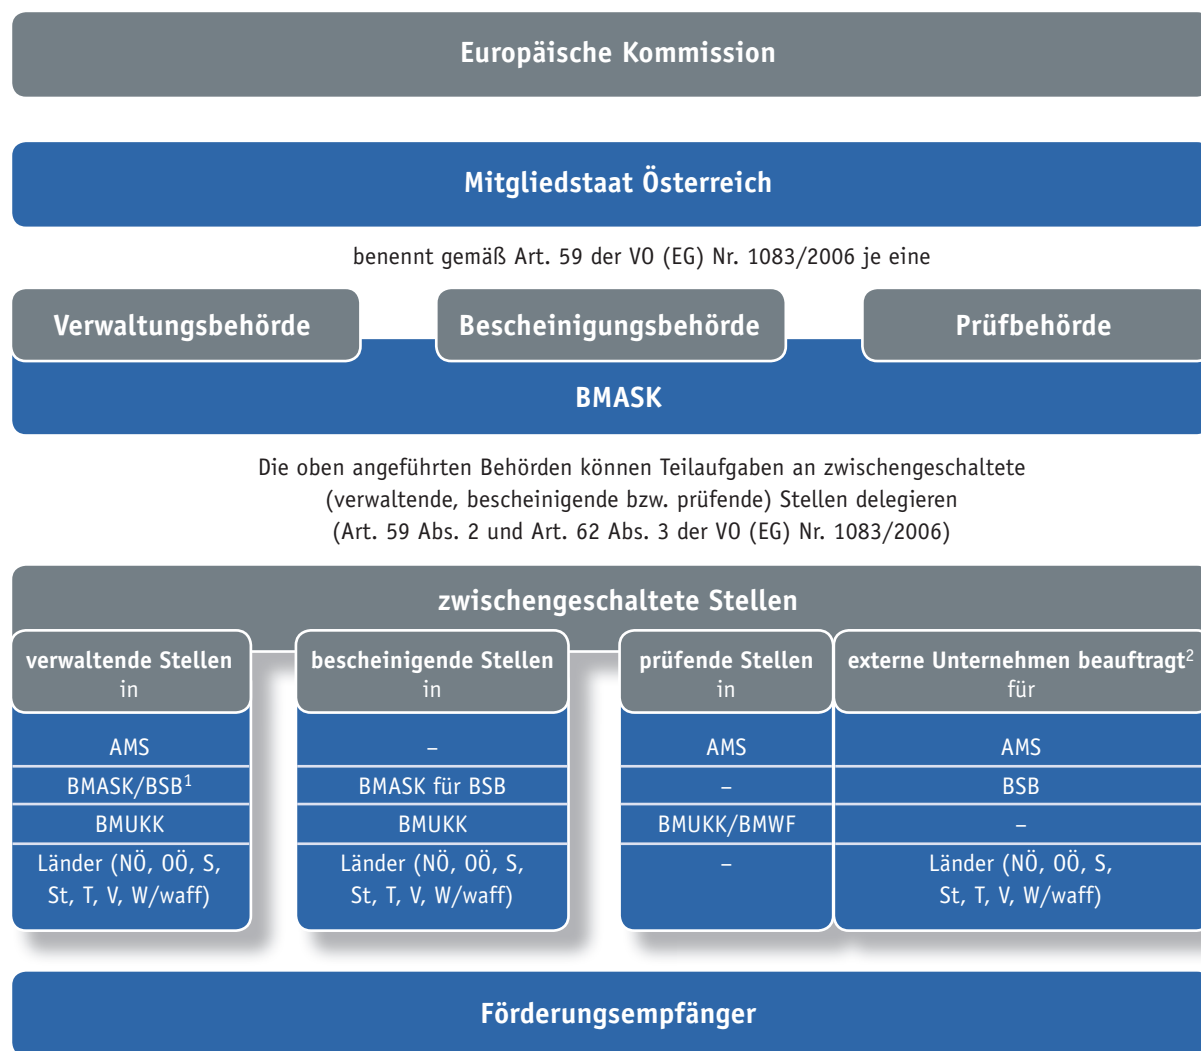 Europäische Kommission
Mitgliedstaat Österreich
benennt gemäß Art. 59 der VO (EG) Nr. 1083/2006 je eine
Verwaltungsbehörde
Bescheinigungsbehörde
Prüfbehörde
BMASK
Die oben angeführten Behörden können Teilaufgaben an zwischengeschaltete
(verwaltende, bescheinigende bzw. prüfende) Stellen delegieren
(Art. 59 Abs. 2 und Art. 62 Abs. 3 der VO (EG) Nr. 1083/2006)
zwischengeschaltete Stellen
verwaltende Stellen
in
AMS
BMASK/BSB¹
BMUKK
Länder (NÖ, OÖ, S,
St, T, V, W/waff)
bescheinigende Stellen
in
–
BMASK für BSB
BMUKK
Länder (NÖ, OÖ, S,
St, T, V, W/waff)
prüfende Stellen
in
AMS
–
BMUKK/BMWF
–
externe Unternehmen beauftragt²
für
AMS
BSB
–
Länder (NÖ, OÖ, S,
St, T, V, W/waff)
Förderungsempfänger